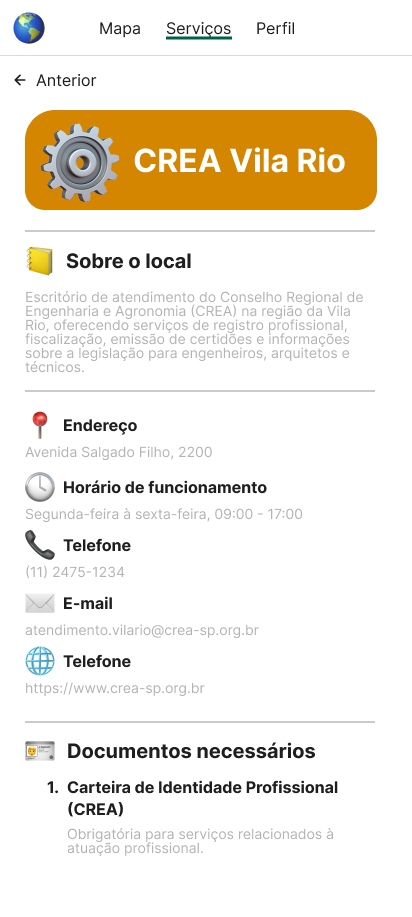 Mapa Serviços Perfil
Anterior
CREA Vila Rio
Sobre o local
Escritório de atendimento do Conselho Regional de
Engenharia e Agronomia (CREA) na região da Vila
Rio, oferecendo serviços de registro profissional,
fiscalização, emissão de certidões e informações
sobre a legislação para engenheiros, arquitetos e
técnicos.
Endereço
Avenida Salgado Filho, 2200
Horário de funcionamento
Segunda-feira à sexta-feira, 09:00 - 17:00
Telefone
(11) 2475-1234
E-mail
atendimento.vilario@crea-sp.org.br
Telefone
https://www.crea-sp.org.br
Documentos necessários
1. Carteira de Identidade Profissional
(CREA)
Obrigatória para serviços relacionados à
atuação profissional.